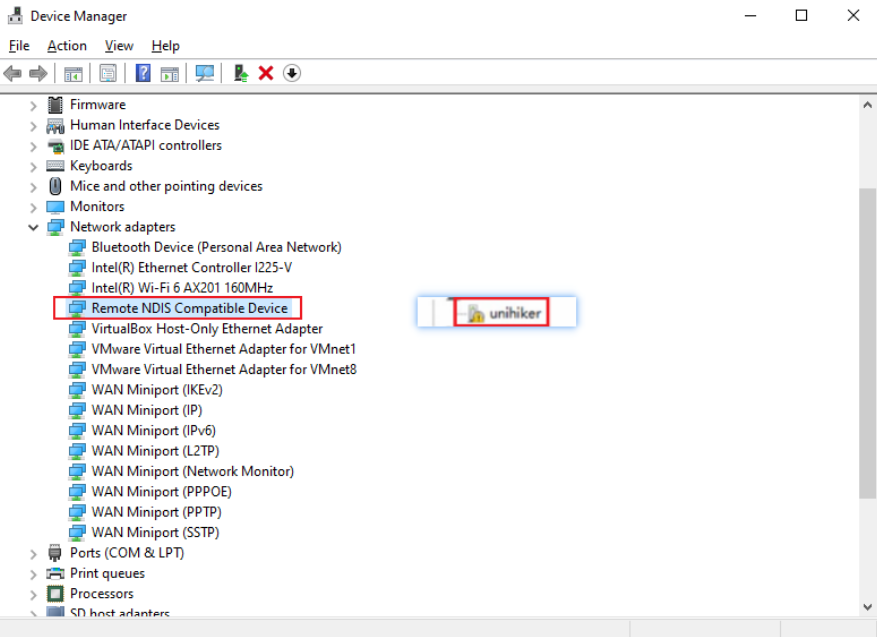 Device Manager
File Action View Help
Firmware
Human Interface Devices
IDE ATA/ATAPI controllers
Keyboards
Mice and other pointing devices
Monitors
Network adapters
Bluetooth Device (Personal Area Network)
Intel(R) Ethernet Controller I225-V
Intel(R) Wi-Fi 6 AX201 160MHz
Remote NDIS Compatible Device
unihiker
VirtualBox Host-Only Ethernet Adapter
VMware Virtual Ethernet Adapter for VMnet1
VMware Virtual Ethernet Adapter for VMnet8
WAN Miniport (IKEv2)
WAN Miniport (IP)
WAN Miniport (IPv6)
WAN Miniport (L2TP)
WAN Miniport (Network Monitor)
WAN Miniport (PPPOE)
WAN Miniport (PPTP)
WAN Miniport (SSTP)
Ports (COM & LPT)
Print queues
Processors
SD host adapters